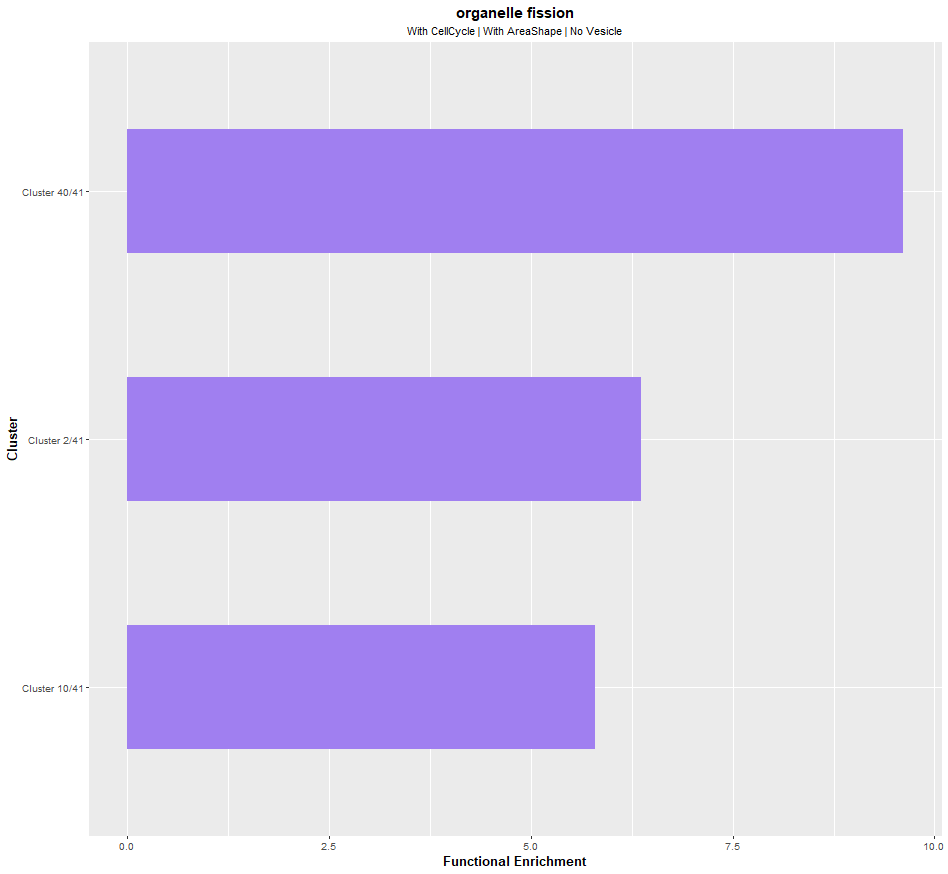 organelle fission
With CellCycle | With AreaShape | No Vesicle
Cluster
Cluster 40/41
Cluster 2/41
Cluster 10/41
0.0 2.5 5.0 7.5 10.0
Functional Enrichment